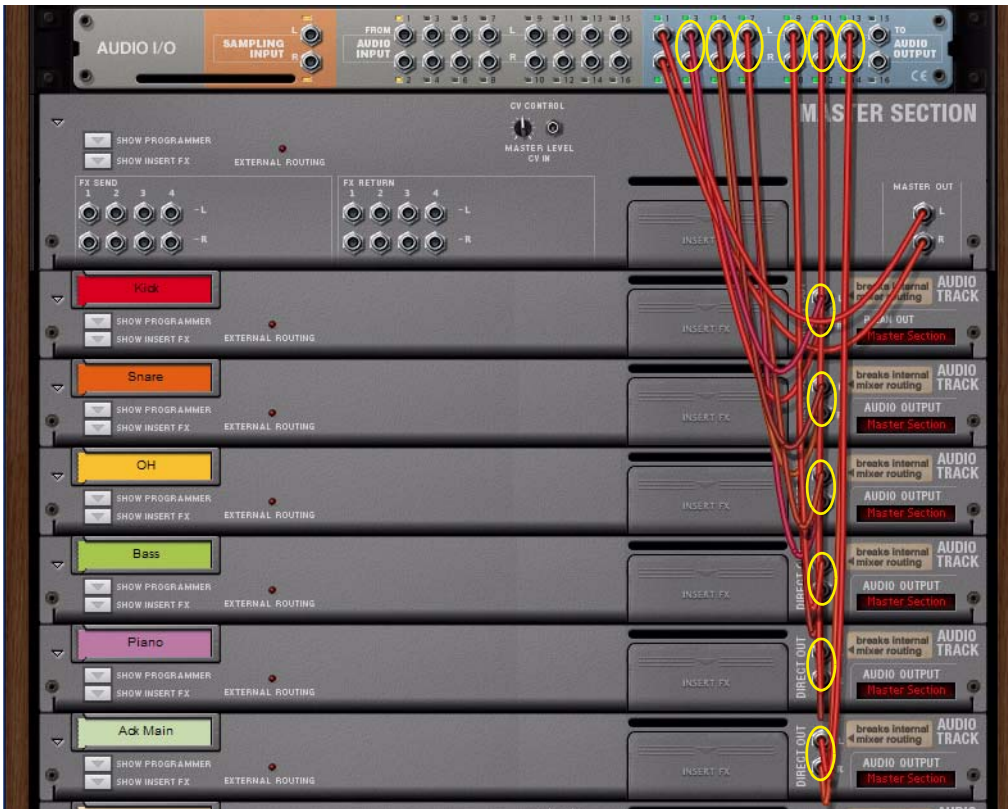 1 3 5 7 9 11 13 15 1 3 7 11 13 15
AUDIO I/O
SAMPLING INPUT
L
R
FROM AUDIO INPUT
L
R
L
R
TO AUDIO OUTPUT
2 4 6 8 10 12 14 16 16
CE
CV CONTROL
MASTER LEVEL
CV IN
MASTER SECTION
SHOW PROGRAMMER
SHOW INSERT FX
EXTERNAL ROUTING
FX SEND
1 2 3 4
-L
-R
FX RETURN
1 2 3 4
-L
-R
INSERT
MASTER OUT
L
R
Kick
SHOW PROGRAMMER
SHOW INSERT FX
EXTERNAL ROUTING
INSERT FX
breaks internal
mixer routing
AUDIO TRACK
OUT
Master Section
Snare
SHOW PROGRAMMER
SHOW INSERT FX
EXTERNAL ROUTING
INSERT FX
breaks internal
mixer routing
AUDIO TRACK
AUDIO OUTPUT
Master Section
OH
SHOW PROGRAMMER
SHOW INSERT FX
EXTERNAL ROUTING
INSERT FX
breaks internal
mixer routing
AUDIO TRACK
AUDIO OUTPUT
Master Section
Bass
SHOW PROGRAMMER
SHOW INSERT FX
EXTERNAL ROUTING
INSERT FX
DIRECT
breaks internal
mixer routing
AUDIO TRACK
AUDIO OUTPUT
Master Section
Piano
SHOW PROGRAMMER
SHOW INSERT FX
EXTERNAL ROUTING
INSERT FX
DIRECT OUT
breaks internal
mixer routing
AUDIO TRACK
AUDIO OUTPUT
Master Section
Ack Main
SHOW PROGRAMMER
SHOW INSERT FX
EXTERNAL ROUTING
INSERT FX
DIRECT OUT
L
R
breaks internal
mixer routing
AUDIO TRACK
AUDIO OUTPUT
Master Section